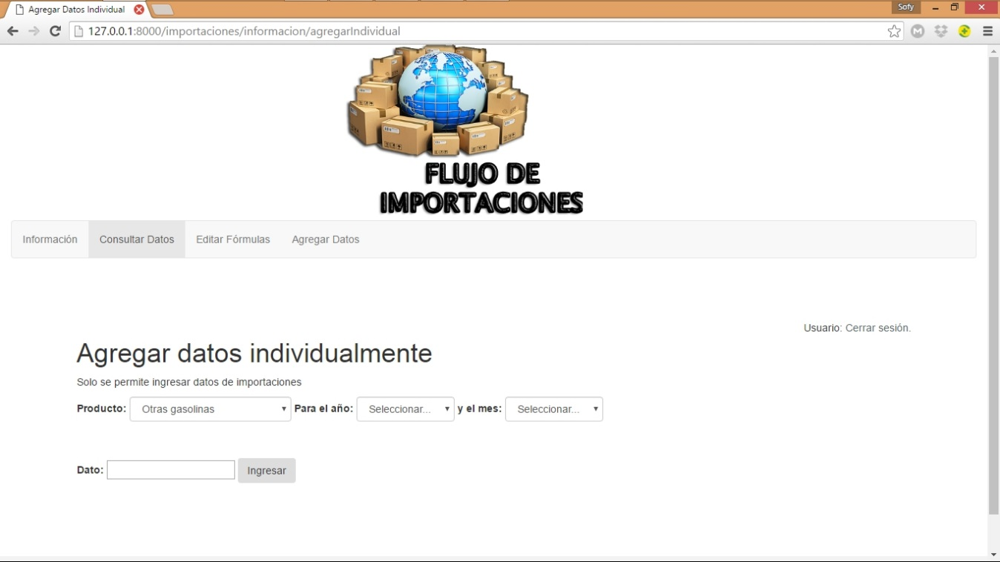 Agregar Datos Individual
Sofy
127.0.0.1:8000/importaciones/informacion/agregarIndividual
FLUJO DE
IMPORTACIONES
Información Consultar Datos Editar Fórmulas Agregar Datos
Usuario: Cerrar sesión.
Agregar datos individualmente
Solo se permite ingresar datos de importaciones
Producto: Otras gasolinas Para el año: Seleccionar... y el mes: Seleccionar...
Dato: Ingresar